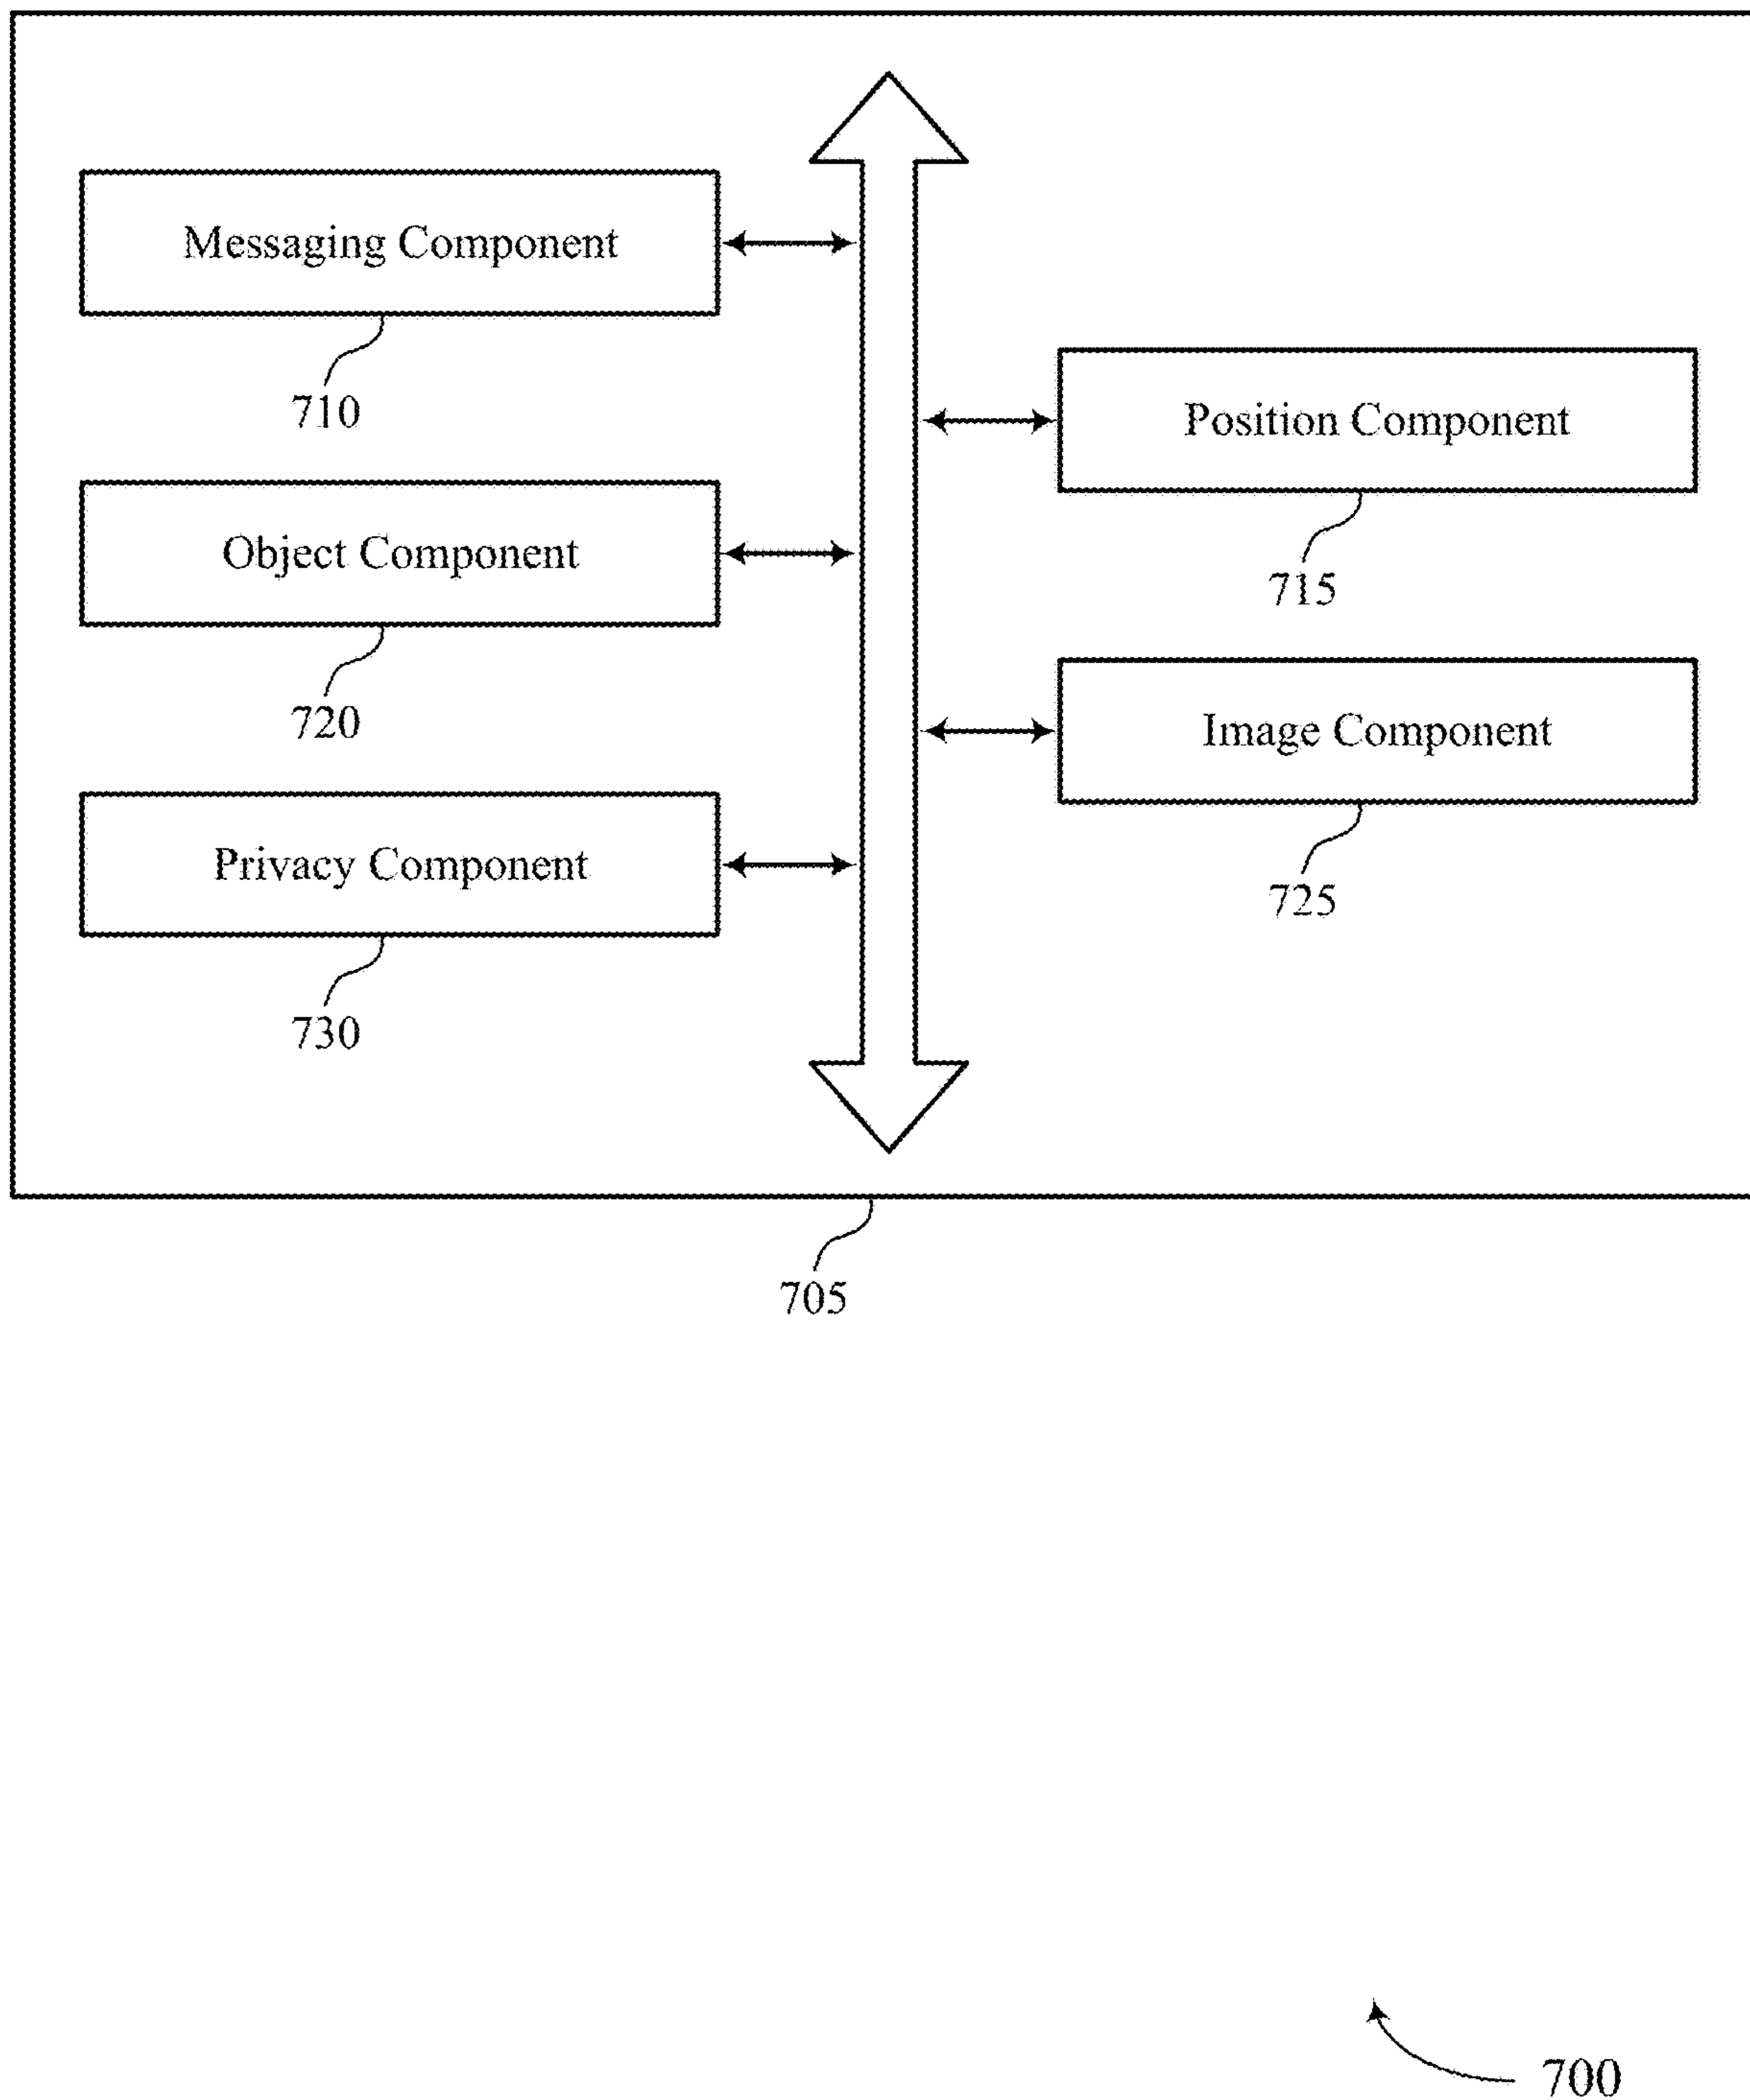 Messaging Component
710
Position Component
715
Object Component
720
Image Component
725
Privacy Component
730
705
700